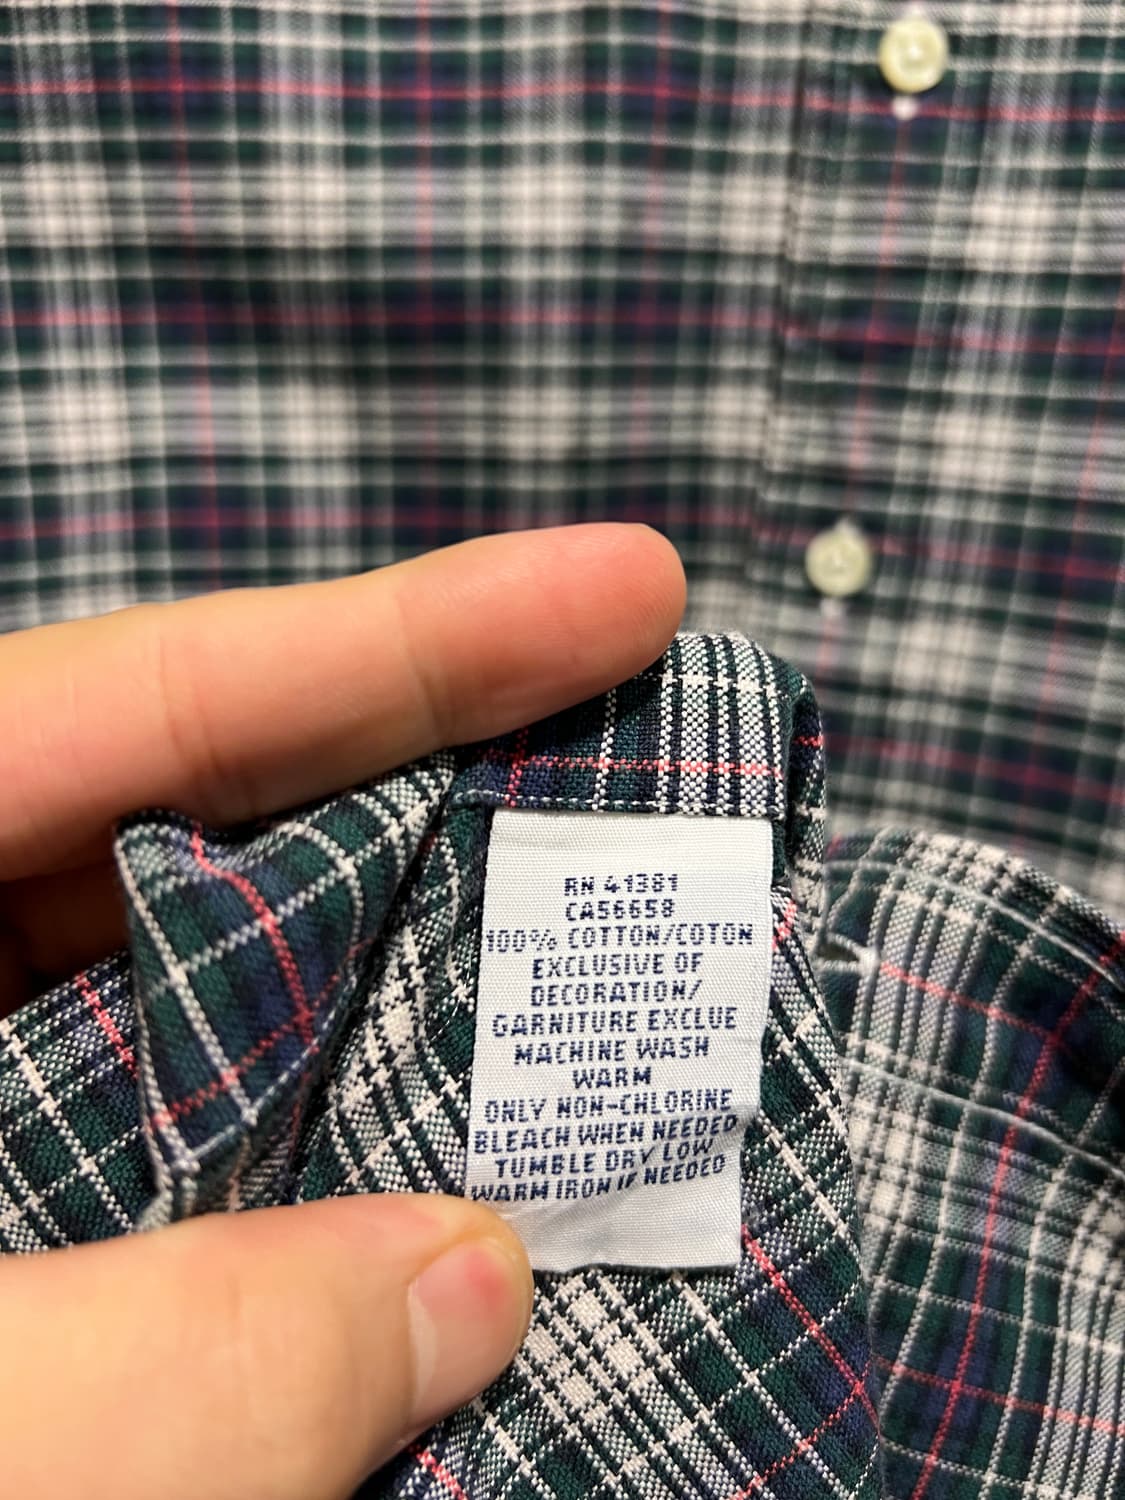 RN 41381
CA56658
100% COTTON/COTON
EXCLUSIVE OF
DECORATION/
GARNITURE EXCLUE
MACHINE WASH
WARM
ONLY NON-CHLORINE
BLEACH WHEN NEEDED
TUMBLE DRY LOW
WARM IRON IF NEEDED